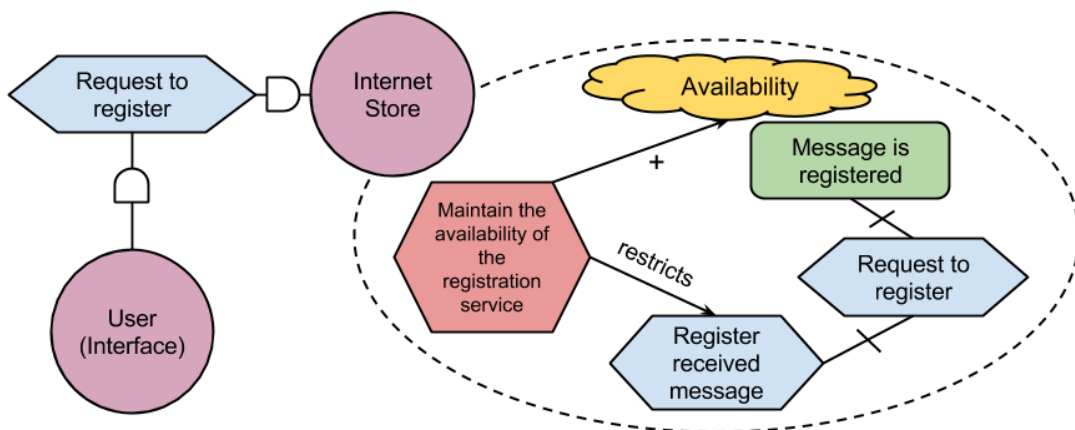 Request to
register
Internet
Store
User
(Interface)
Availability
+
Message is
registered
Maintain the
availability of
the
registration
service
restricts
Request to
register
Register
received
message